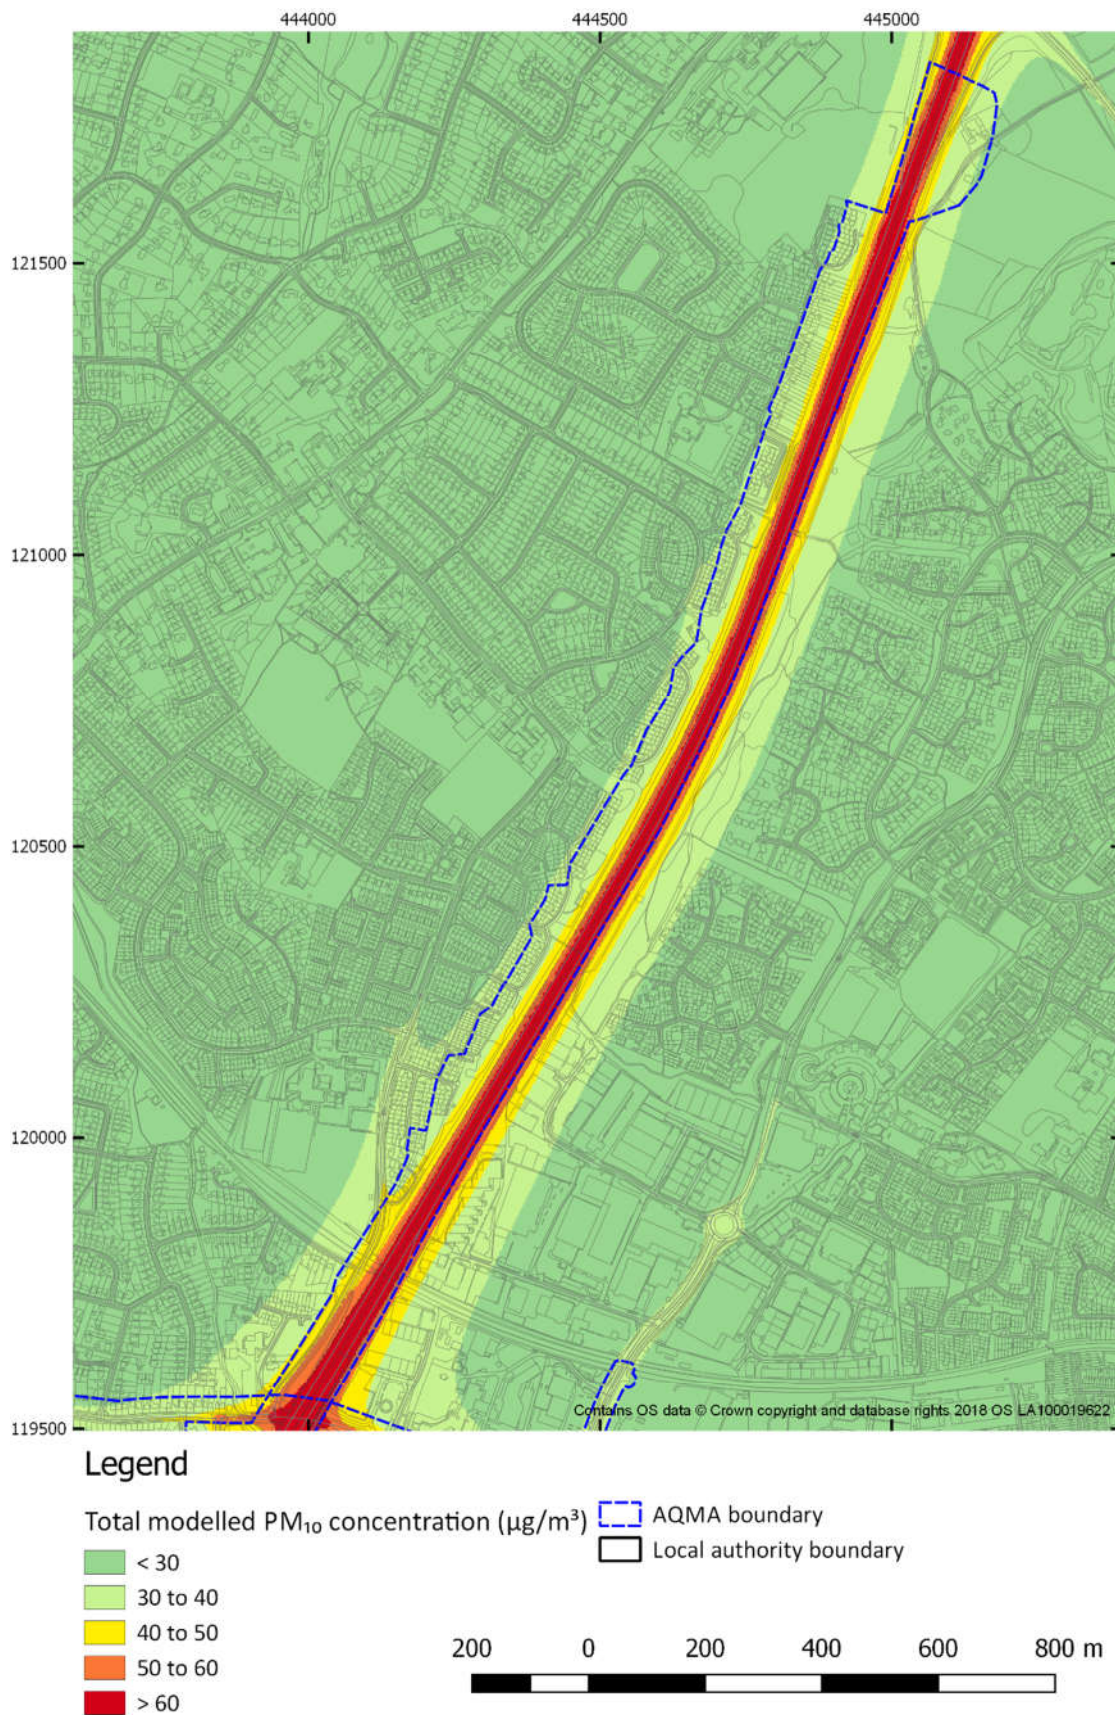 444000 444500 445000
121500
121000
120500
120000
119500
Contains OS data © Crown copyright and database rights 2018 OS LA100019622
Legend
Total modelled PM₁₀ concentration (µg/m³)
< 30
30 to 40
40 to 50
50 to 60
> 60
AQMA boundary
Local authority boundary
200 0 200 400 600 800 m